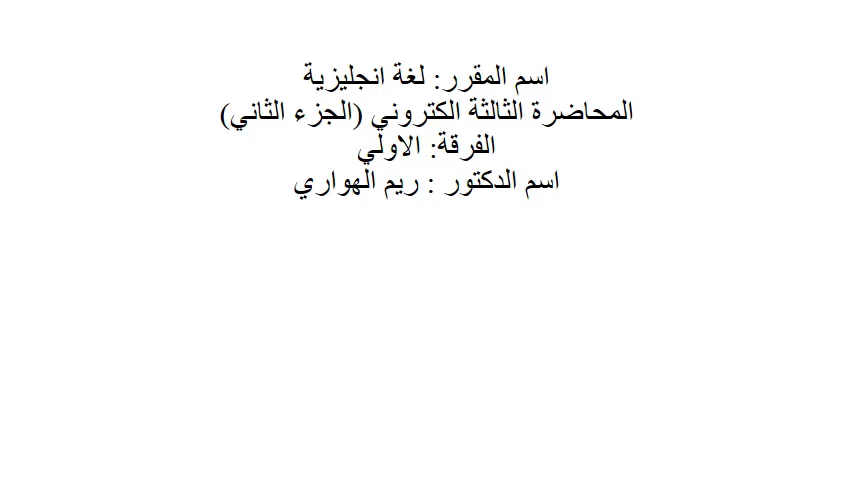 اسم المقرر: لغة انجليزية
المحاضرة الثالثة الكتروني (الجزء الثاني)
الفرقة: الاولي
اسم الدكتور : ريم الهواري